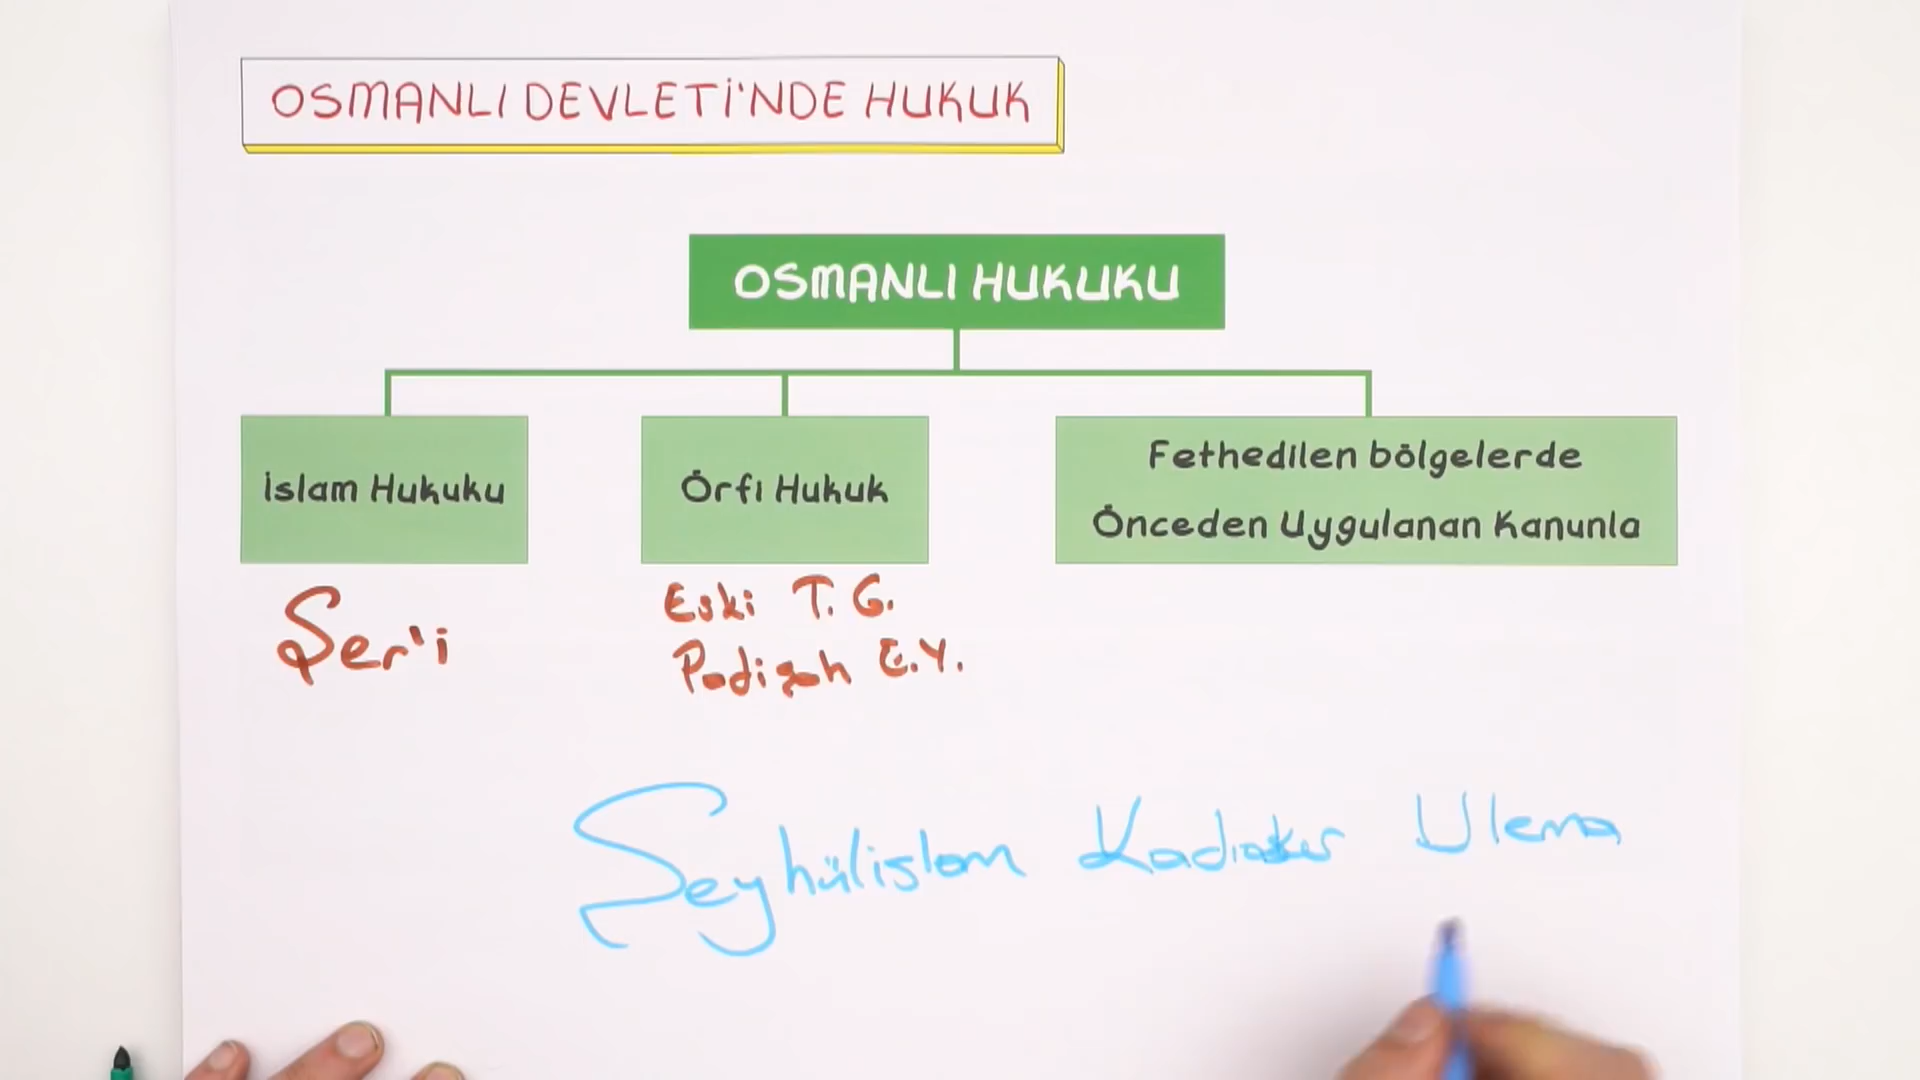 OSMANLI DEVLETİ'NDE HUKUK
OSMANLI HUKUKU
İslam Hukuku
Örfi Hukuk
Fethedilen bölgelerde
Önceden Uygulanan Kanunla
Şer'i
Eski T. G.
Padişah E.Y.
Şeyhülislam Kadıasker Ulema